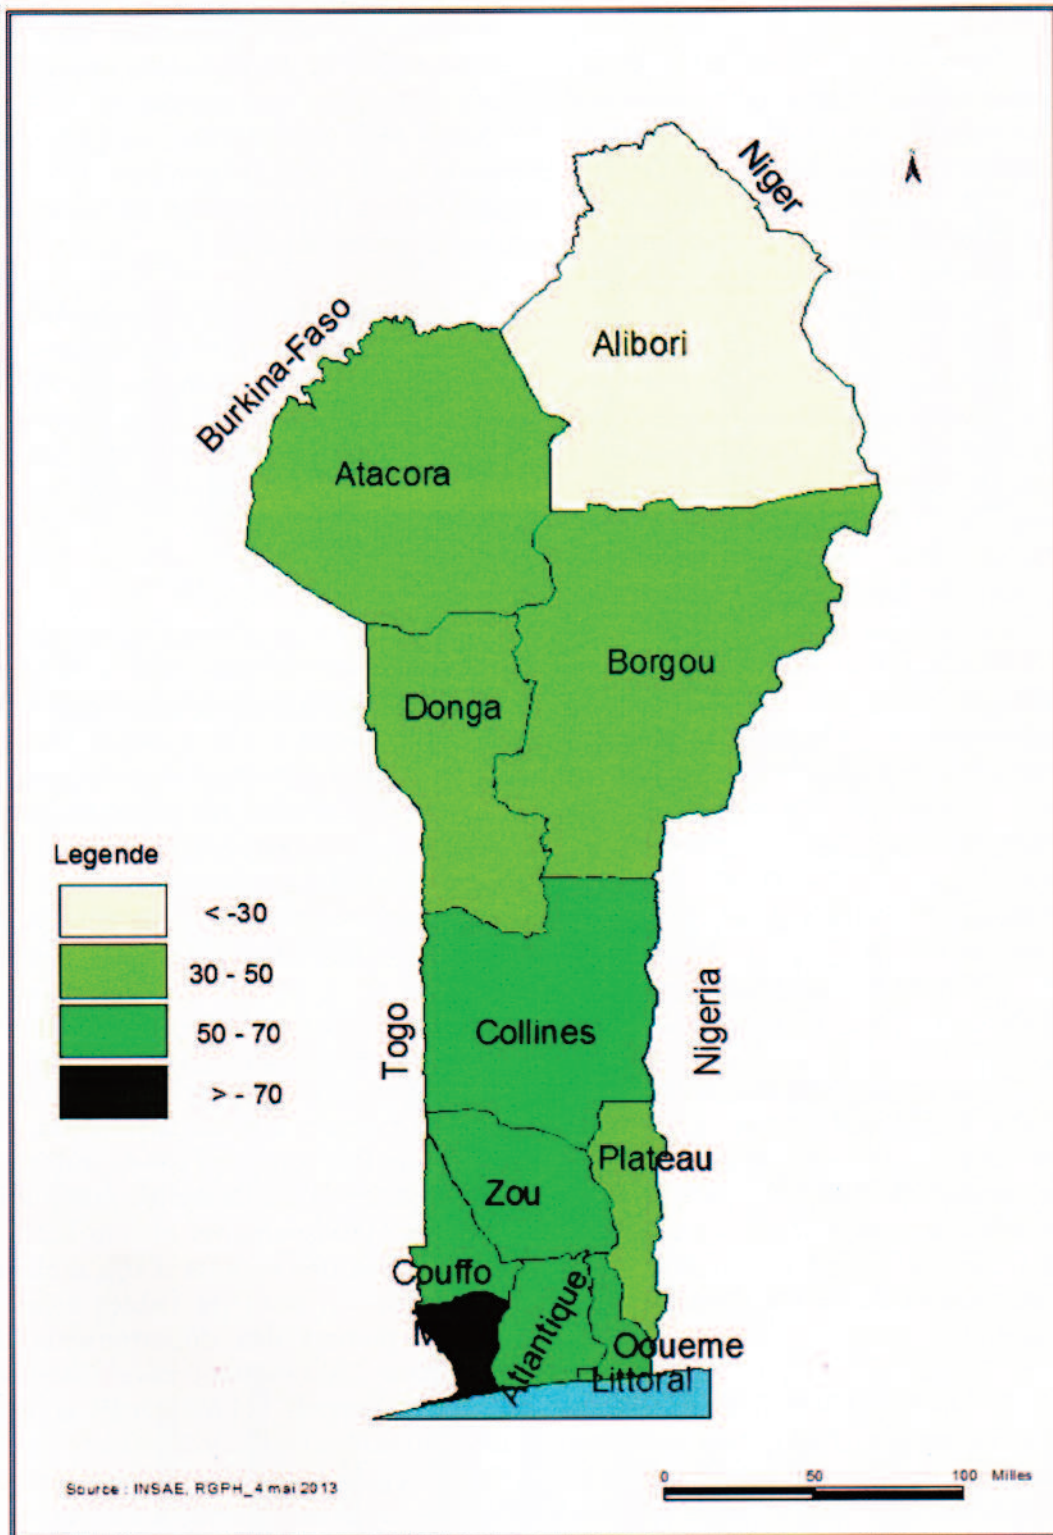 Niger
Burkina-Faso
Alibori
Atacora
Borgou
Donga
Legende
< -30
30 - 50
50 - 70
> - 70
Togo
Nigeria
Collines
Plateau
Zou
Couffo
Atlantique
Ooueme
Littoral
Source : INSAE, RGPH_4 mai 2013
0 50 100 Milles